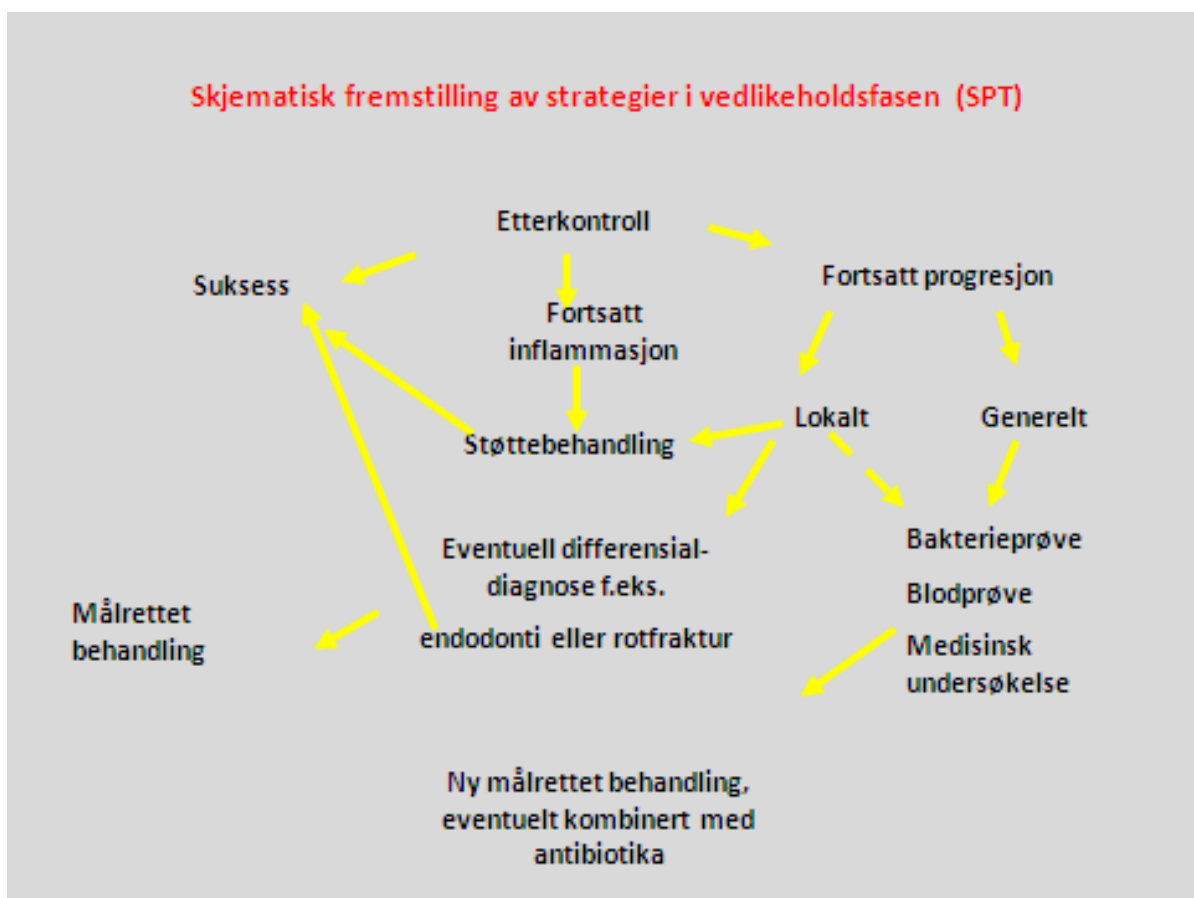 Skjematisk fremstilling av strategier i vedlikeholdsfasen (SPT)
Etterkontroll
Suksess
Fortsatt progresjon
Fortsatt
inflammasjon
Lokalt
Generelt
Støttebehandling
Eventuell differensial-
diagnose f.eks.
endodonti eller rotfraktur
Bakterieprøve
Blodprøve
Medisinsk
undersøkelse
Målrettet
behandling
Ny målrettet behandling,
eventuelt kombinert med
antibiotika